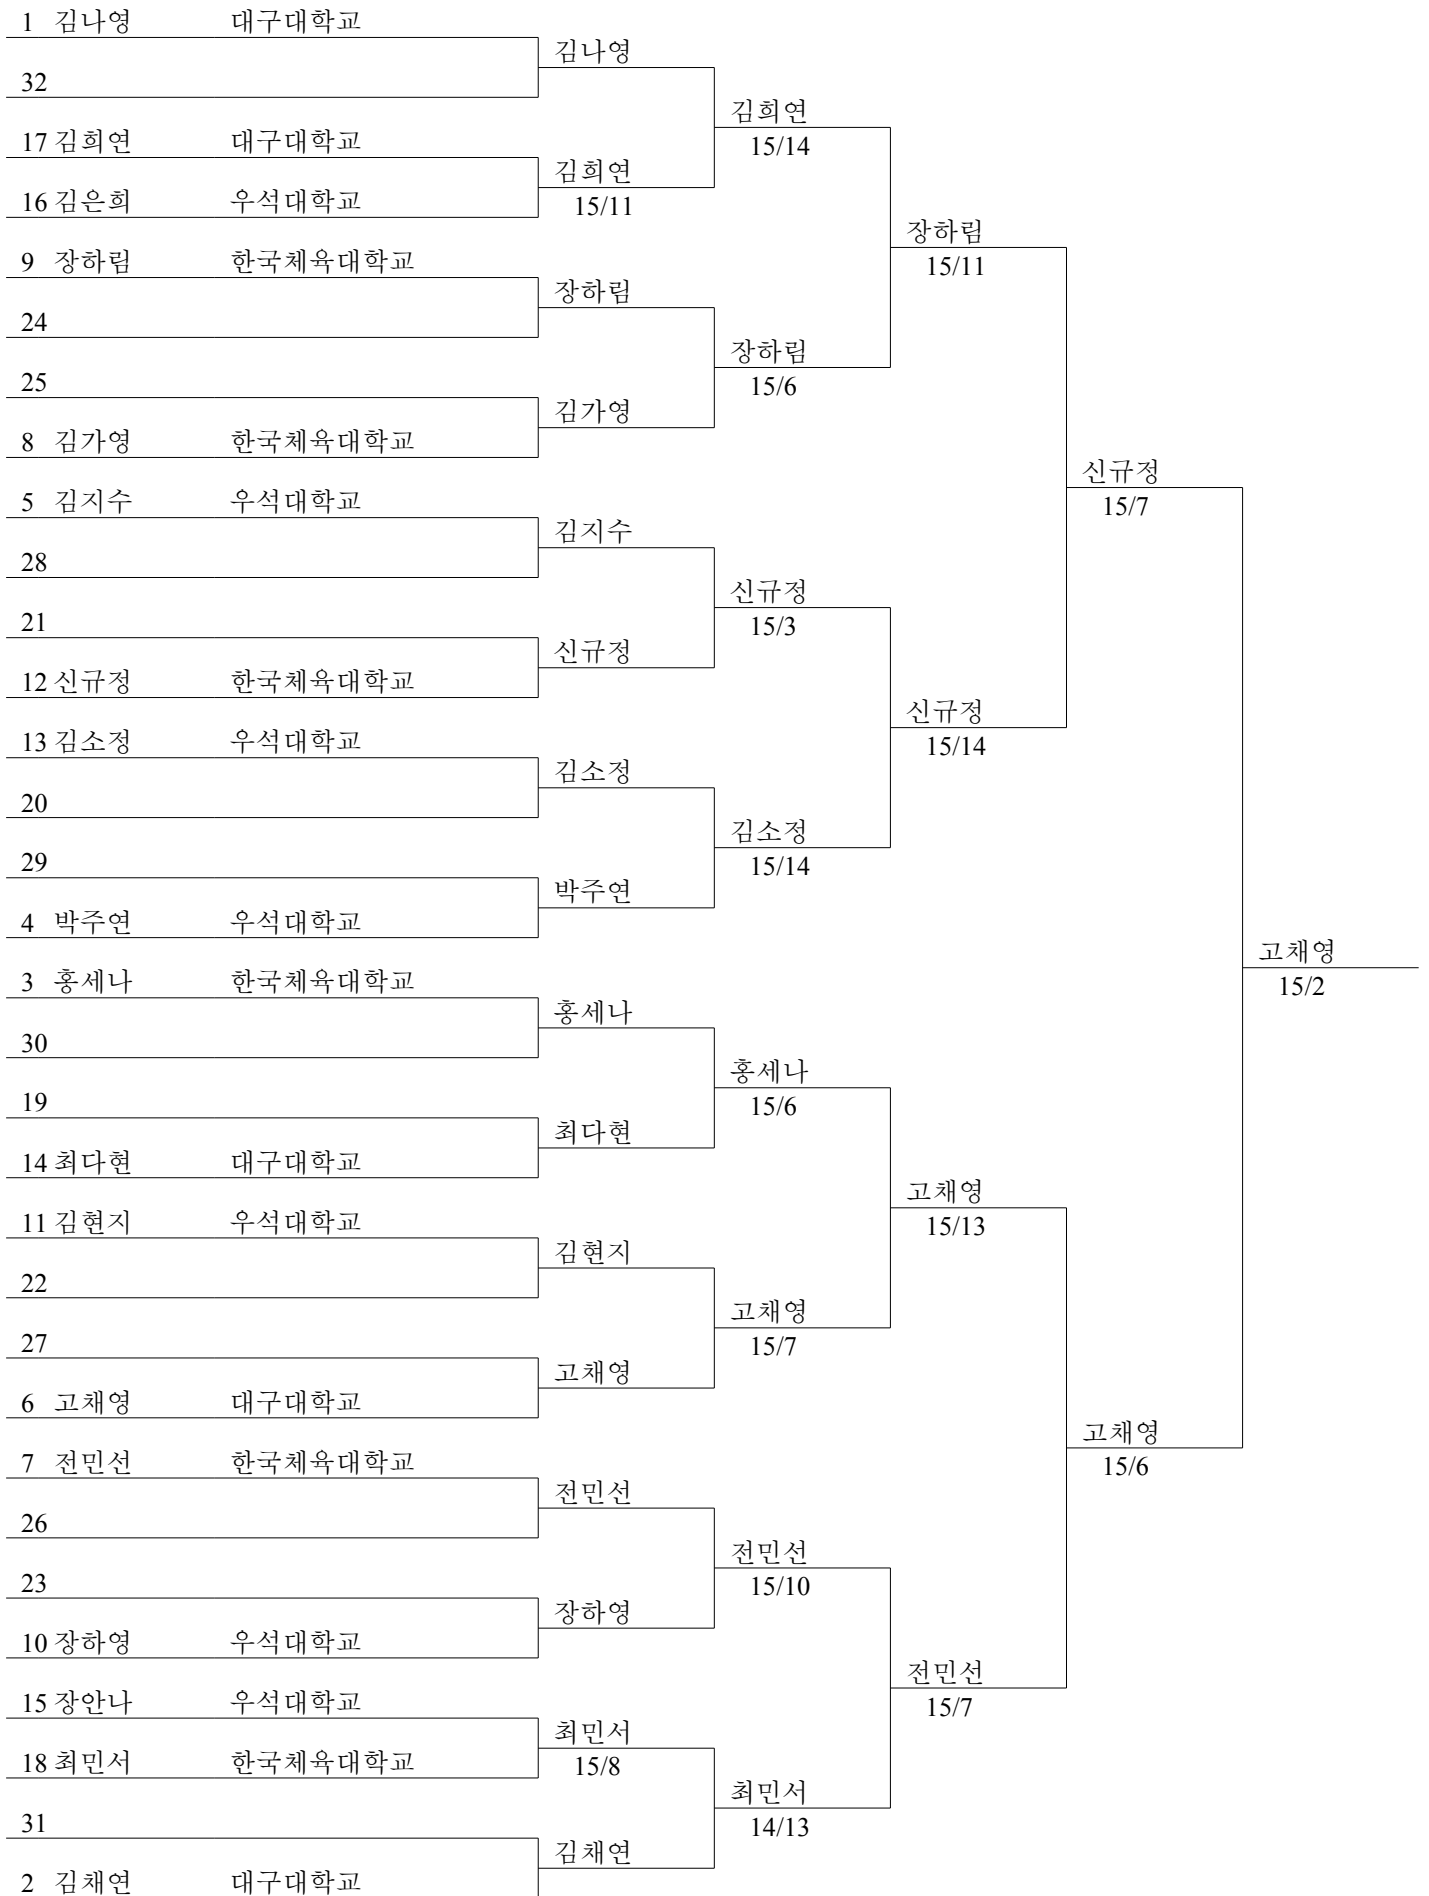 1 김나영 대구대학교
김나영
32
김희연
15/14
17 김희연 대구대학교
김희연
15/11
16 김은희 우석대학교
장하림
15/11
9 장하림 한국체육대학교
장하림
24
장하림
15/6
25
김가영
8 김가영 한국체육대학교
신규정
15/7
5 김지수 우석대학교
김지수
28
신규정
15/3
21
신규정
12 신규정 한국체육대학교
신규정
15/14
13 김소정 우석대학교
김소정
20
김소정
15/14
29
박주연
4 박주연 우석대학교
고채영
15/2
3 홍세나 한국체육대학교
홍세나
30
홍세나
15/6
19
최다현
14 최다현 대구대학교
고채영
15/13
11 김현지 우석대학교
김현지
22
고채영
15/7
27
고채영
6 고채영 대구대학교
고채영
15/6
7 전민선 한국체육대학교
전민선
26
전민선
15/10
23
장하영
10 장하영 우석대학교
전민선
15/7
15 장안나 우석대학교
최민서
15/8
18 최민서 한국체육대학교
최민서
14/13
31
김채연
2 김채연 대구대학교